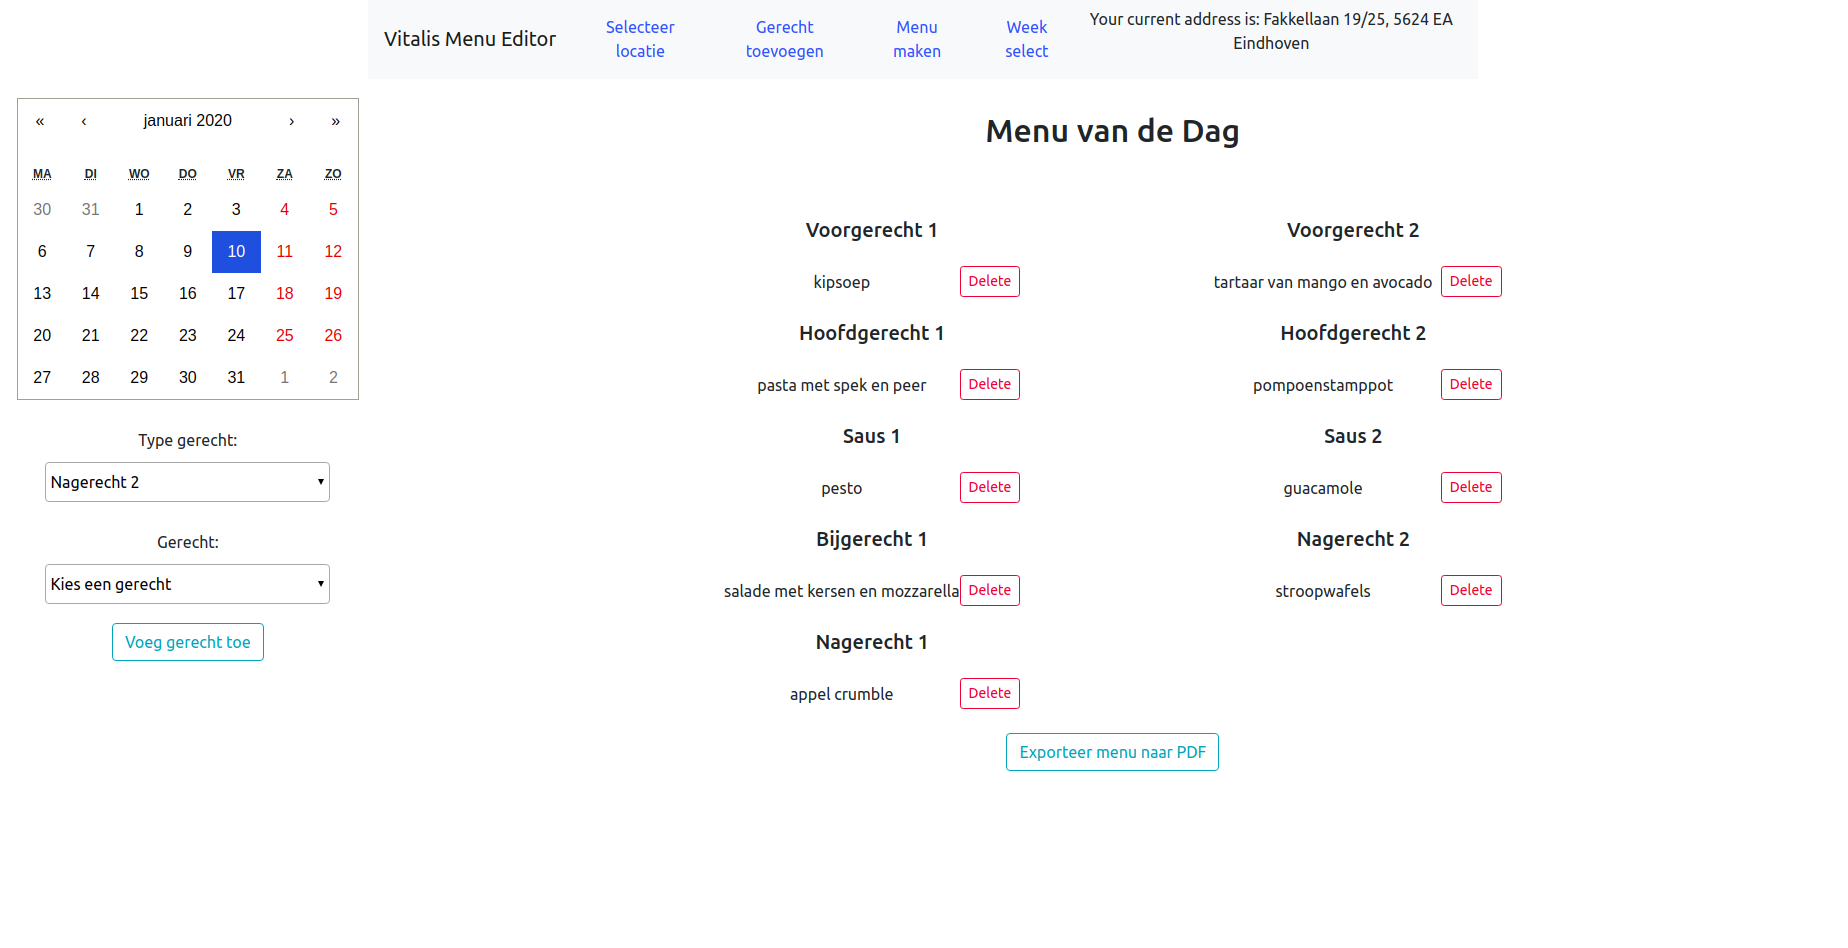 Vitalis Menu Editor
Selecteer
locatie
Gerecht
toevoegen
Menu
maken
Week
select
Your current address is: Fakkellaan 19/25, 5624 EA
Eindhoven
« ‹ januari 2020 › »
MA DI WO DO VR ZA ZO
30 31 1 2 3 4 5
6 7 8 9 10 11 12
13 14 15 16 17 18 19
20 21 22 23 24 25 26
27 28 29 30 31 1 2
Type gerecht:
Nagerecht 2
Gerecht:
Kies een gerecht
Voeg gerecht toe
Menu van de Dag
Voorgerecht 1
kipsoep Delete
Hoofdgerecht 1
pasta met spek en peer Delete
Saus 1
pesto Delete
Bijgerecht 1
salade met kersen en mozzarella Delete
Nagerecht 1
appel crumble Delete
Voorgerecht 2
tartaar van mango en avocado Delete
Hoofdgerecht 2
pompoenstamppot Delete
Saus 2
guacamole Delete
Nagerecht 2
stroopwafels Delete
Exporteer menu naar PDF